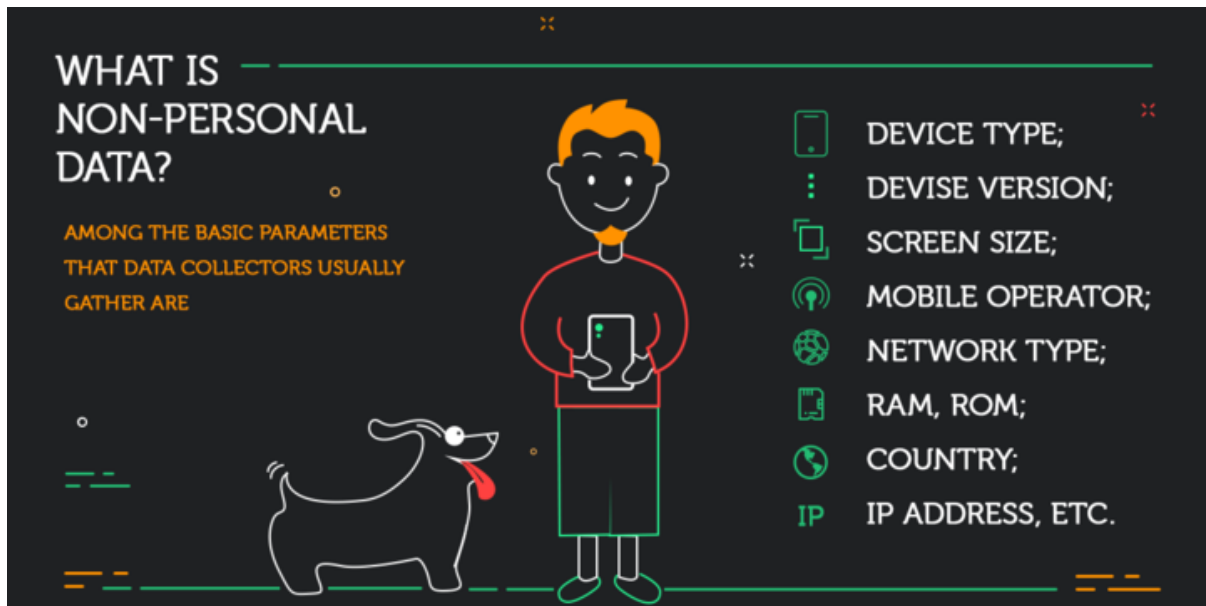 WHAT IS
NON-PERSONAL
DATA?
AMONG THE BASIC PARAMETERS
THAT DATA COLLECTORS USUALLY
GATHER ARE
DEVICE TYPE;
DEVISE VERSION;
SCREEN SIZE;
MOBILE OPERATOR;
NETWORK TYPE;
RAM, ROM;
COUNTRY;
IP IP ADDRESS, ETC.